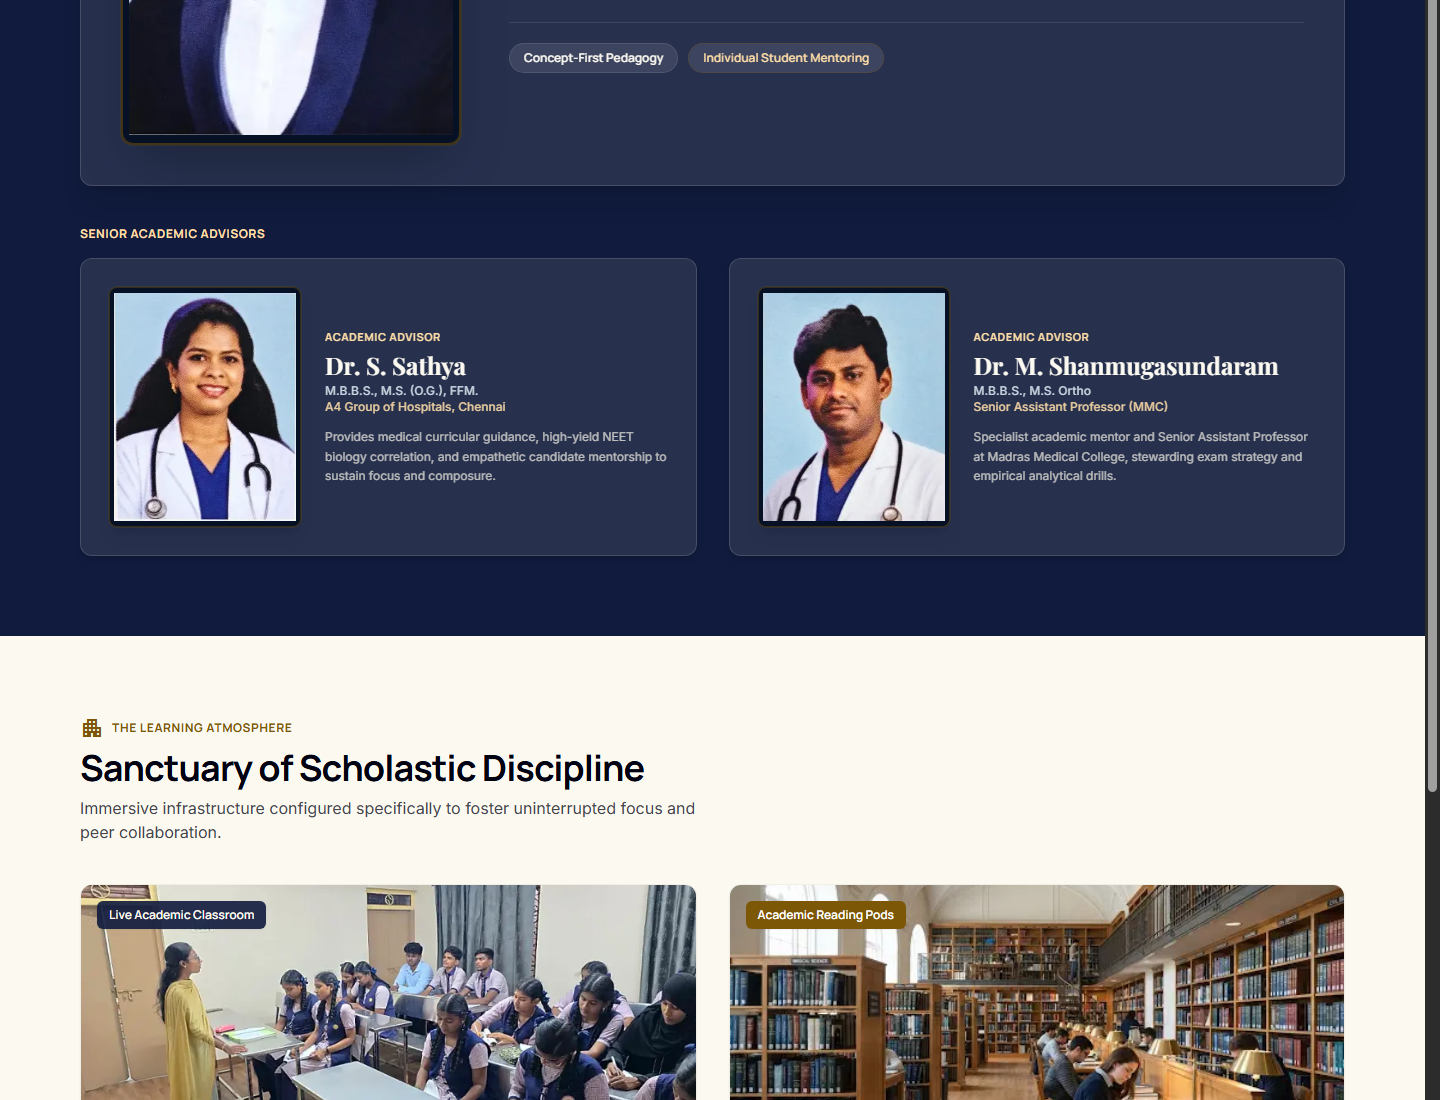 Concept-First Pedagogy
Individual Student Mentoring
SENIOR ACADEMIC ADVISORS
ACADEMIC ADVISOR
Dr. S. Sathya
M.B.B.S., M.S. (O.G.), FFM.
A4 Group of Hospitals, Chennai
Provides medical curricular guidance, high-yield NEET
biology correlation, and empathetic candidate mentorship to
sustain focus and composure.
ACADEMIC ADVISOR
Dr. M. Shanmugasundaram
M.B.B.S., M.S. Ortho
Senior Assistant Professor (MMC)
Specialist academic mentor and Senior Assistant Professor
at Madras Medical College, stewarding exam strategy and
empirical analytical drills.
THE LEARNING ATMOSPHERE
Sanctuary of Scholastic Discipline
Immersive infrastructure configured specifically to foster uninterrupted focus and
peer collaboration.
Live Academic Classroom
Academic Reading Pods